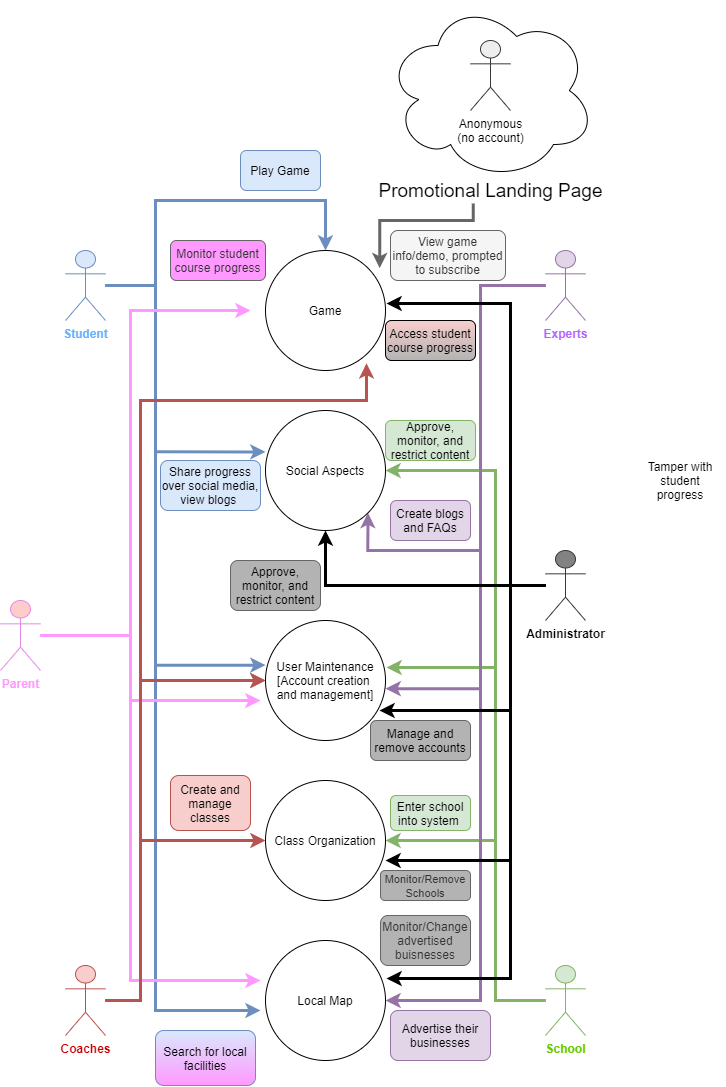 Anonymous
(no account)
Promotional Landing Page
Play Game
View game
info/demo, prompted
to subscribe
Monitor student
course progress
Student
Game
Experts
Access student
course progress
Approve,
monitor, and
restrict content
Social Aspects
Share progress
over social media,
view blogs
Tamper with
student
progress
Create blogs
and FAQs
Approve,
monitor, and
restrict content
Administrator
Parent
User Maintenance
[Account creation
and management]
Manage and
remove accounts
Create and
manage
classes
Enter school
into system
Class Organization
Monitor/Remove
Schools
Monitor/Change
advertised
buisnesses
Local Map
Coaches
School
Advertise their
businesses
Search for local
facilities